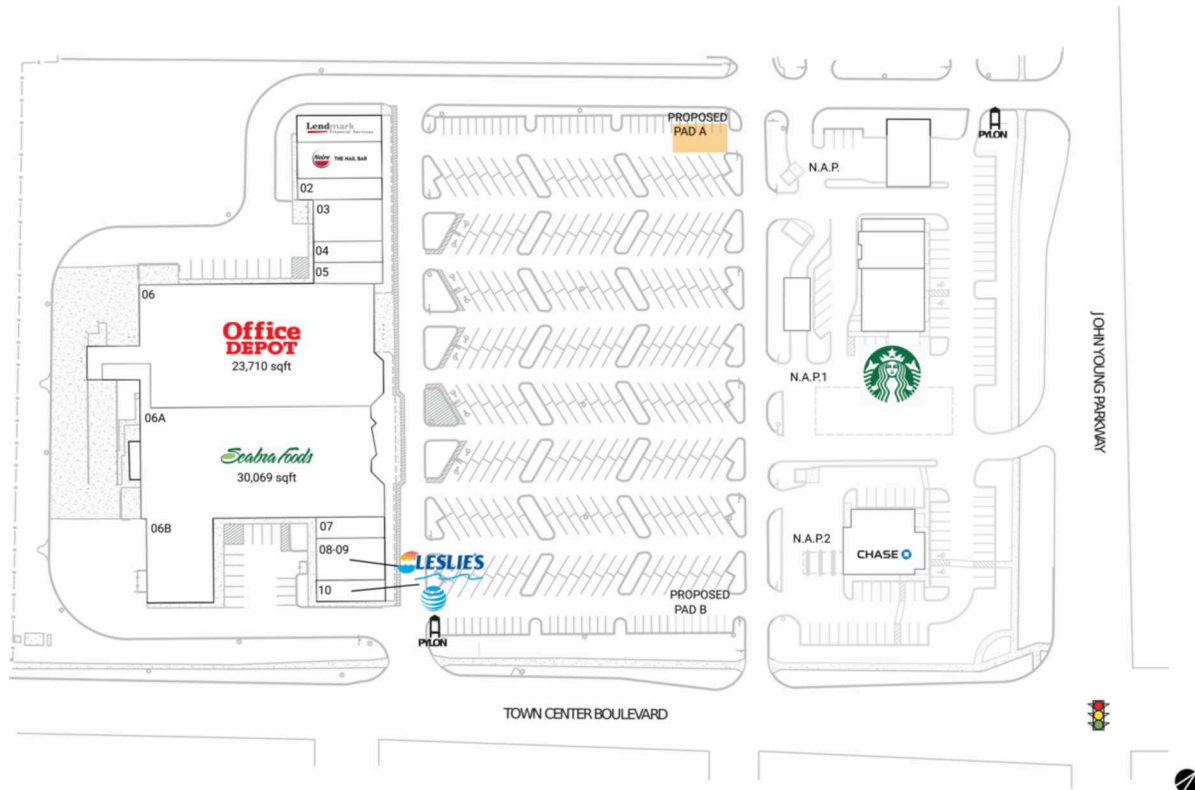 PROPOSED
PAD A
PYLON
Lendmark
Financial Services
Noire THE NAIL BAR
N.A.P.
02
03
04
05
06
Office
DEPOT
23,710 sqft
JOHN YOUNG PARKWAY
N.A.P.1
06A
Seabra Foods
30,069 sqft
06B
07
08-09
LESLIE'S
10
N.A.P.2
CHASE
PROPOSED
PAD B
PYLON
TOWN CENTER BOULEVARD